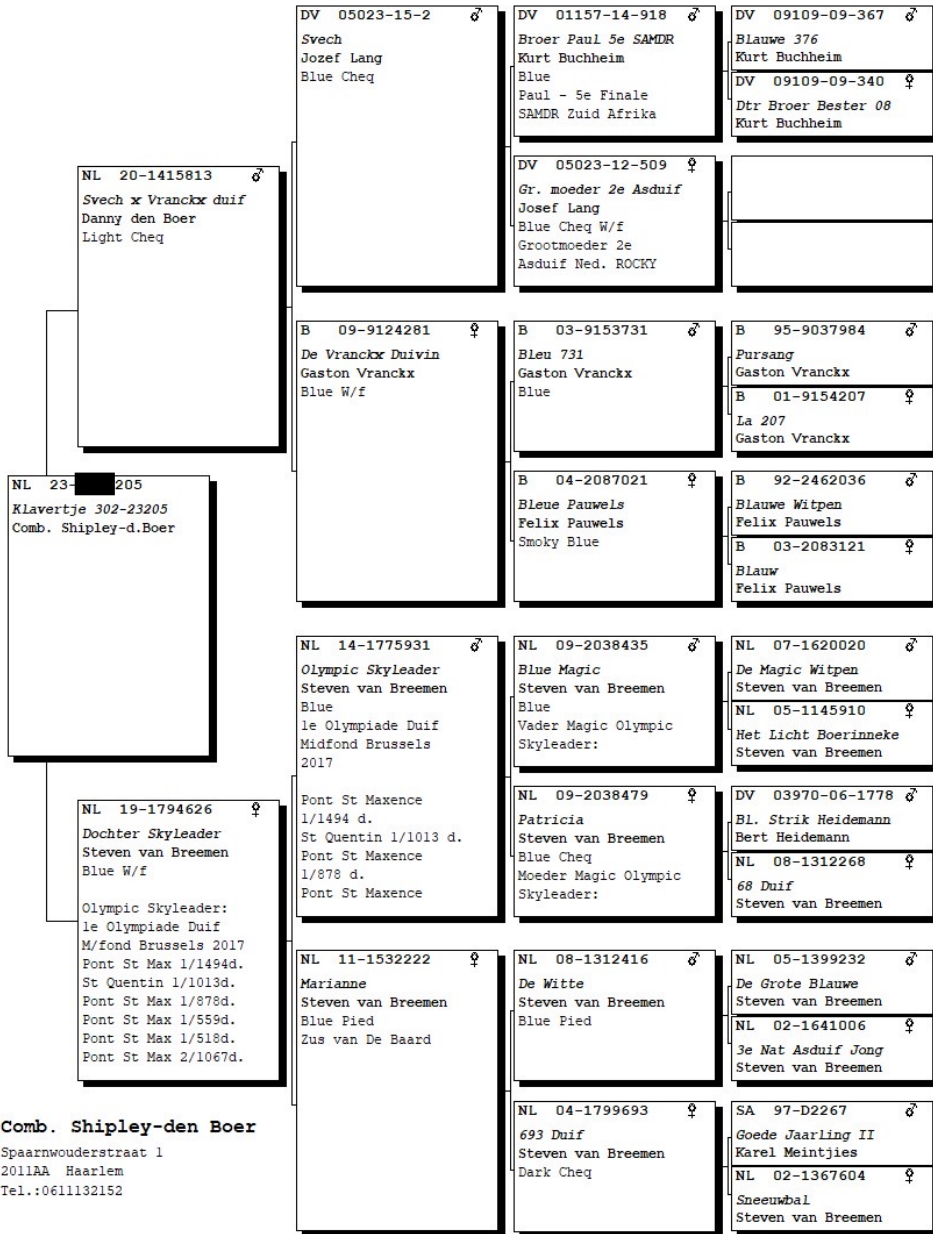 NL 23- 205
Klavertje 302-23205
Comb. Shipley-d.Boer
NL 20-1415813 ♂
Svech x Vranckx duif
Danny den Boer
Light Cheq
NL 19-1794626 ♀
Dochter Skyleader
Steven van Breemen
Blue W/f
Olympic Skyleader:
1e Olympiade Duif
M/fond Brussels 2017
Pont St Max 1/1494d.
St Quentin 1/1013d.
Pont St Max 1/878d.
Pont St Max 1/559d.
Pont St Max 1/518d.
Pont St Max 2/1067d.
DV 05023-15-2 ♂
Svech
Jozef Lang
Blue Cheq
B 09-9124281 ♀
De Vranckx Duivin
Gaston Vranckx
Blue W/f
NL 14-1775931 ♂
Olympic Skyleader
Steven van Breemen
Blue
1e Olympiade Duif
Midfond Brussels
2017
Pont St Maxence
1/1494 d.
St Quentin 1/1013 d.
Pont St Maxence
1/878 d.
Pont St Maxence
NL 11-1532222 ♀
Marianne
Steven van Breemen
Blue Pied
Zus van De Baard
DV 01157-14-918 ♂
Broer Paul 5e SAMDR
Kurt Buchheim
Blue
Paul - 5e Finale
SAMDR Zuid Afrika
DV 05023-12-509 ♀
Gr. moeder 2e Asduif
Josef Lang
Blue Cheq W/f
Grootmoeder 2e
Asduif Ned. ROCKY
B 03-9153731 ♂
Bleu 731
Gaston Vranckx
Blue
B 04-2087021 ♀
Bleue Pauwels
Felix Pauwels
Smoky Blue
NL 09-2038435 ♂
Blue Magic
Steven van Breemen
Blue
Vader Magic Olympic
Skyleader:
NL 09-2038479 ♀
Patricia
Steven van Breemen
Blue Cheq
Moeder Magic Olympic
Skyleader:
NL 08-1312416 ♂
De Witte
Steven van Breemen
Blue Pied
NL 04-1799693 ♀
693 Duif
Steven van Breemen
Dark Cheq
DV 09109-09-367 ♂
Blauwe 376
Kurt Buchheim
DV 09109-09-340 ♀
Dtr Broer Bester 08
Kurt Buchheim
B 95-9037984 ♂
Pursang
Gaston Vranckx
B 01-9154207 ♀
La 207
Gaston Vranckx
B 92-2462036 ♂
Blauwe Witpen
Felix Pauwels
B 03-2083121 ♀
Blauw
Felix Pauwels
NL 07-1620020 ♂
De Magic Witpen
Steven van Breemen
NL 05-1145910 ♀
Het Licht Boerinneke
Steven van Breemen
DV 03970-06-1778 ♂
Bl. Strik Heidemann
Bert Heidemann
NL 08-1312268 ♀
68 Duif
Steven van Breemen
NL 05-1399232 ♂
De Grote Blauwe
Steven van Breemen
NL 02-1641006 ♀
3e Nat Asduif Jong
Steven van Breemen
SA 97-D2267 ♂
Goede Jaarling II
Karel Meintjies
NL 02-1367604 ♀
Sneeuwbal
Steven van Breemen
Comb. Shipley-den Boer
Spaarnwouderstraat 1
2011AA Haarlem
Tel.:0611132152